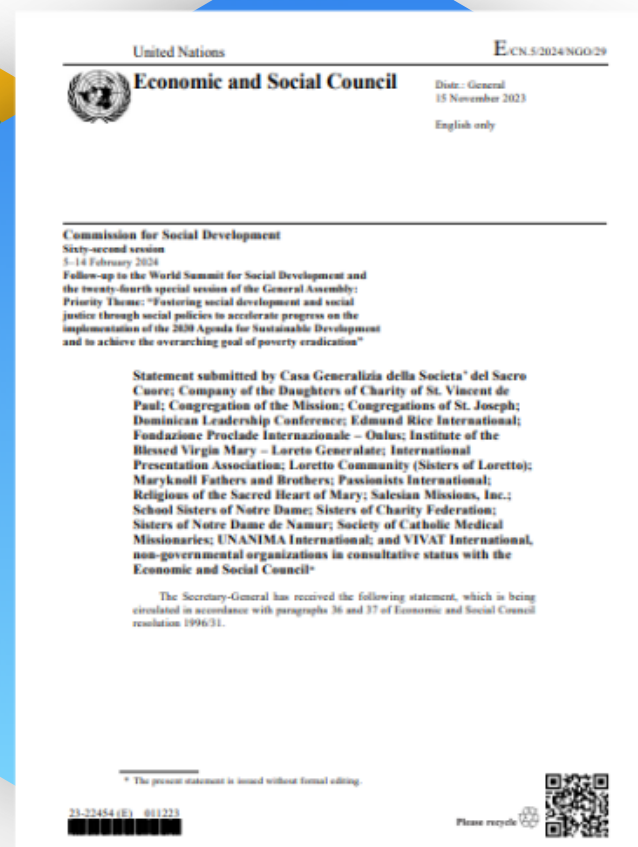 United Nations
E/CN.5/2024/NGO/29
Economic and Social Council
Distr.: General
15 November 2023
English only
Commission for Social Development
Sixty-second session
5–14 February 2024
Follow-up to the World Summit for Social Development and
the twenty-fourth special session of the General Assembly:
Priority Theme: “Fostering social development and social
justice through social policies to accelerate progress on the
implementation of the 2030 Agenda for Sustainable Development
and to achieve the overarching goal of poverty eradication”
Statement submitted by Casa Generalizia della Societa’ del Sacro
Cuore; Company of the Daughters of Charity of St. Vincent de
Paul; Congregation of the Mission; Congregations of St. Joseph;
Dominican Leadership Conference; Edmund Rice International;
Fondazione Proclade Internazionale – Onlus; Institute of the
Blessed Virgin Mary – Loreto Generalate; International
Presentation Association; Loretto Community (Sisters of Loretto);
Maryknoll Fathers and Brothers; Passionists International;
Religious of the Sacred Heart of Mary; Salesian Missions, Inc.;
School Sisters of Notre Dame; Sisters of Charity Federation;
Sisters of Notre Dame de Namur; Society of Catholic Medical
Missionaries; UNANIMA International; and VIVAT International,
non-governmental organizations in consultative status with the
Economic and Social Council*
The Secretary-General has received the following statement, which is being
circulated in accordance with paragraphs 36 and 37 of Economic and Social Council
resolution 1996/31.
* The present statement is issued without formal editing.
23-22454 (E) 011223
Please recycle